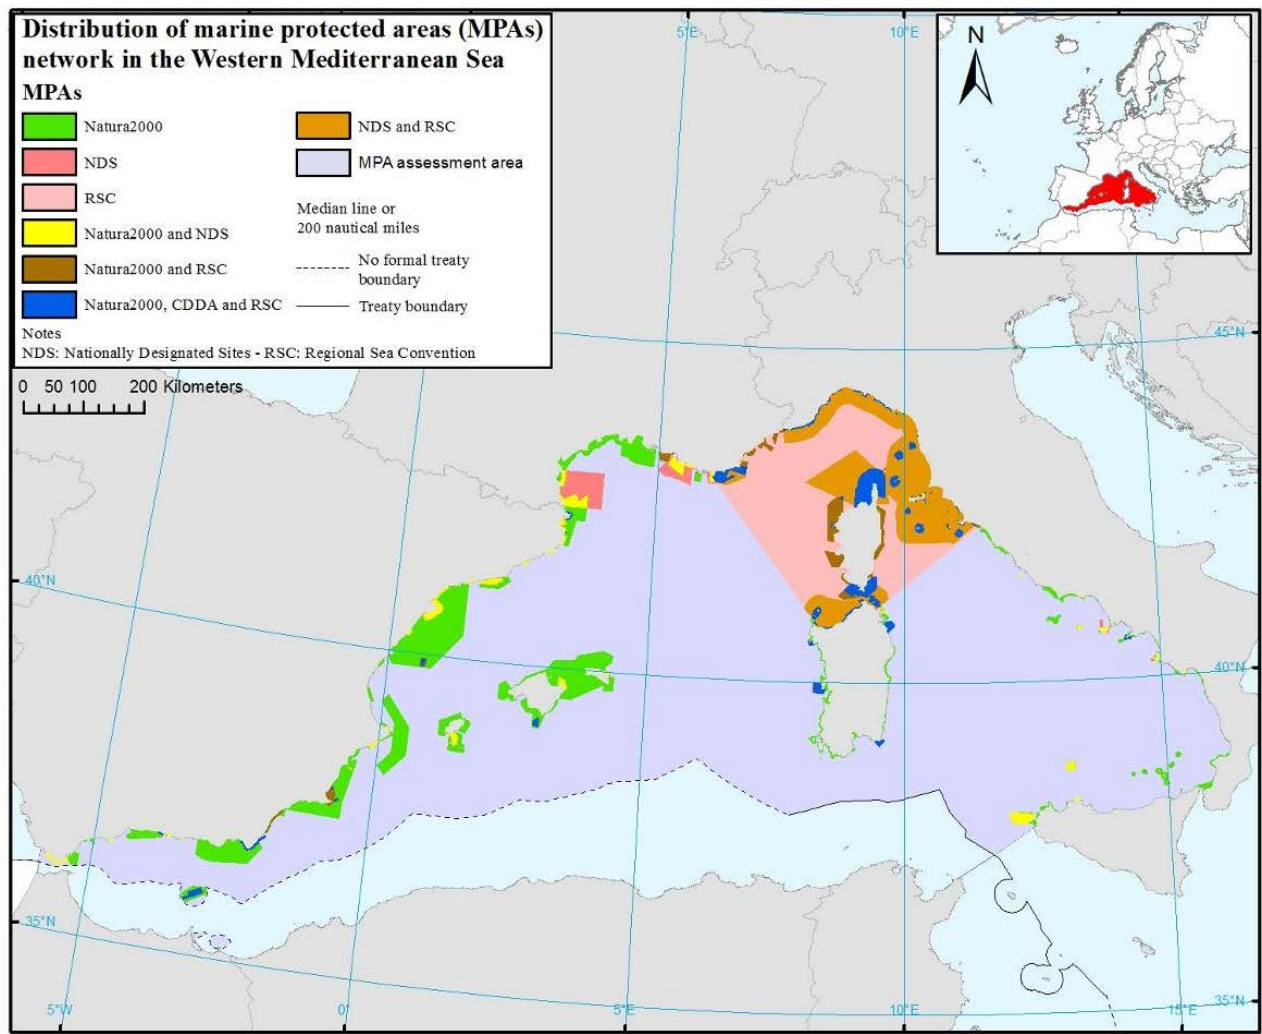 Distribution of marine protected areas (MPAs)
network in the Western Mediterranean Sea
MPAs
Natura2000
NDS
RSC
Natura2000 and NDS
Natura2000 and RSC
Natura2000, CDDA and RSC
NDS and RSC
MPA assessment area
Median line or
200 nautical miles
No formal treaty
boundary
Treaty boundary
Notes
NDS: Nationally Designated Sites - RSC: Regional Sea Convention
0 50 100 200 Kilometers
N
5°E
10°E
45°N
40°N
40°N
35°N
35°N
5°W
0°
5°E
10°E
15°E